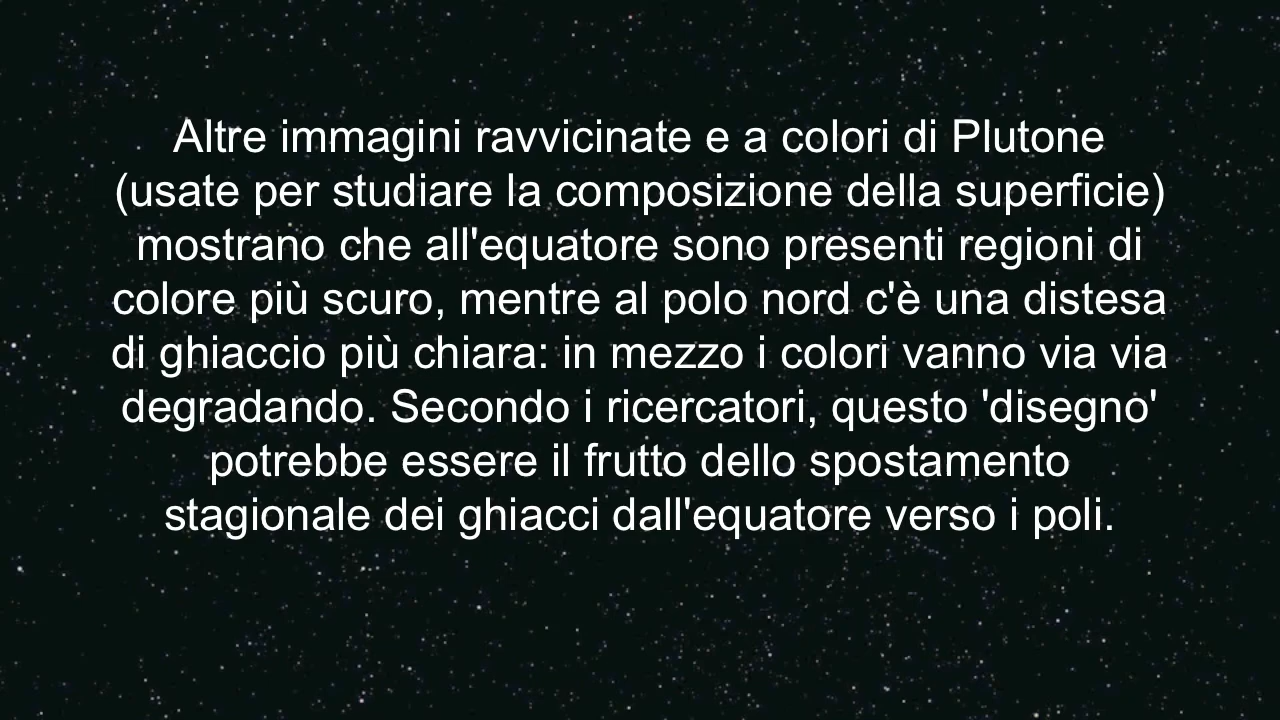 Altre immagini ravvicinate e a colori di Plutone
(usate per studiare la composizione della superficie)
mostrano che all'equatore sono presenti regioni di
colore più scuro, mentre al polo nord c'è una distesa
di ghiaccio più chiara: in mezzo i colori vanno via via
degradando. Secondo i ricercatori, questo 'disegno'
potrebbe essere il frutto dello spostamento
stagionale dei ghiacci dall'equatore verso i poli.